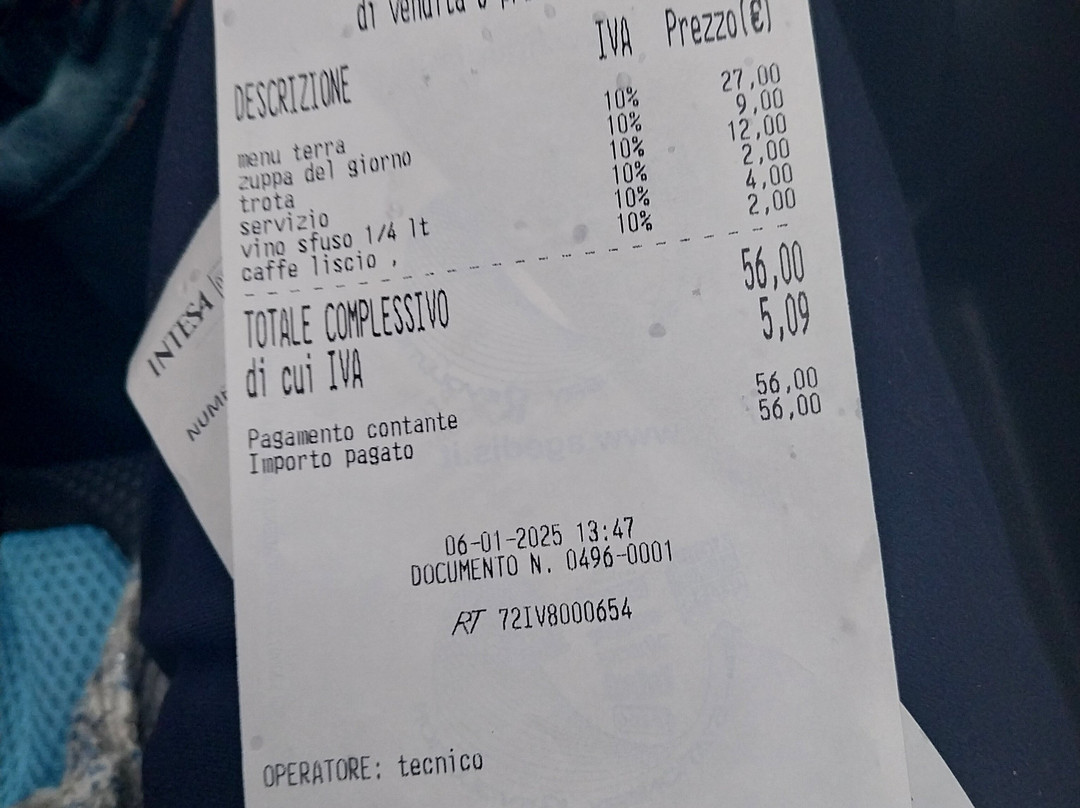 di vendita o
DESCRIZIONE IVA Prezzo(€)
menu terra 10% 27,00
zuppa del giorno 10% 9,00
trota 10% 12,00
servizio 10% 2,00
vino sfuso 1/4 lt 10% 4,00
caffe liscio , 10% 2,00
TOTALE COMPLESSIVO 56,00
di cui IVA 5,09
Pagamento contante 56,00
Importo pagato 56,00
06-01-2025 13:47
DOCUMENTO N. 0496-0001
RT 72IV8000654
OPERATORE: tecnico
INTESA